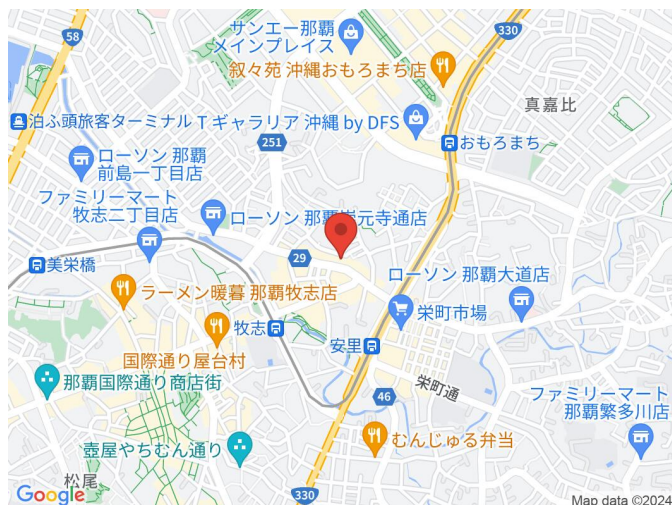 58
サンエー那覇
メインプレイス
330
叙々苑 沖縄おもろまち店
真嘉比
泊ふ頭旅客ターミナル
Tギャラリア 沖縄 by DFS
251
おもろまち
ローソン 那覇
前島一丁目店
ファミリーマート
牧志二丁目店
ローソン 那覇崇元寺通店
美栄橋
29
ローソン 那覇大道店
ラーメン暖暮 那覇牧志店
栄町市場
牧志
国際通り屋台村
安里
那覇国際通り商店街
46
栄町通
ファミリーマート
那覇繁多川店
壺屋やちむん通り
むんじゅる弁当
松尾
330
Google
Map data ©2024